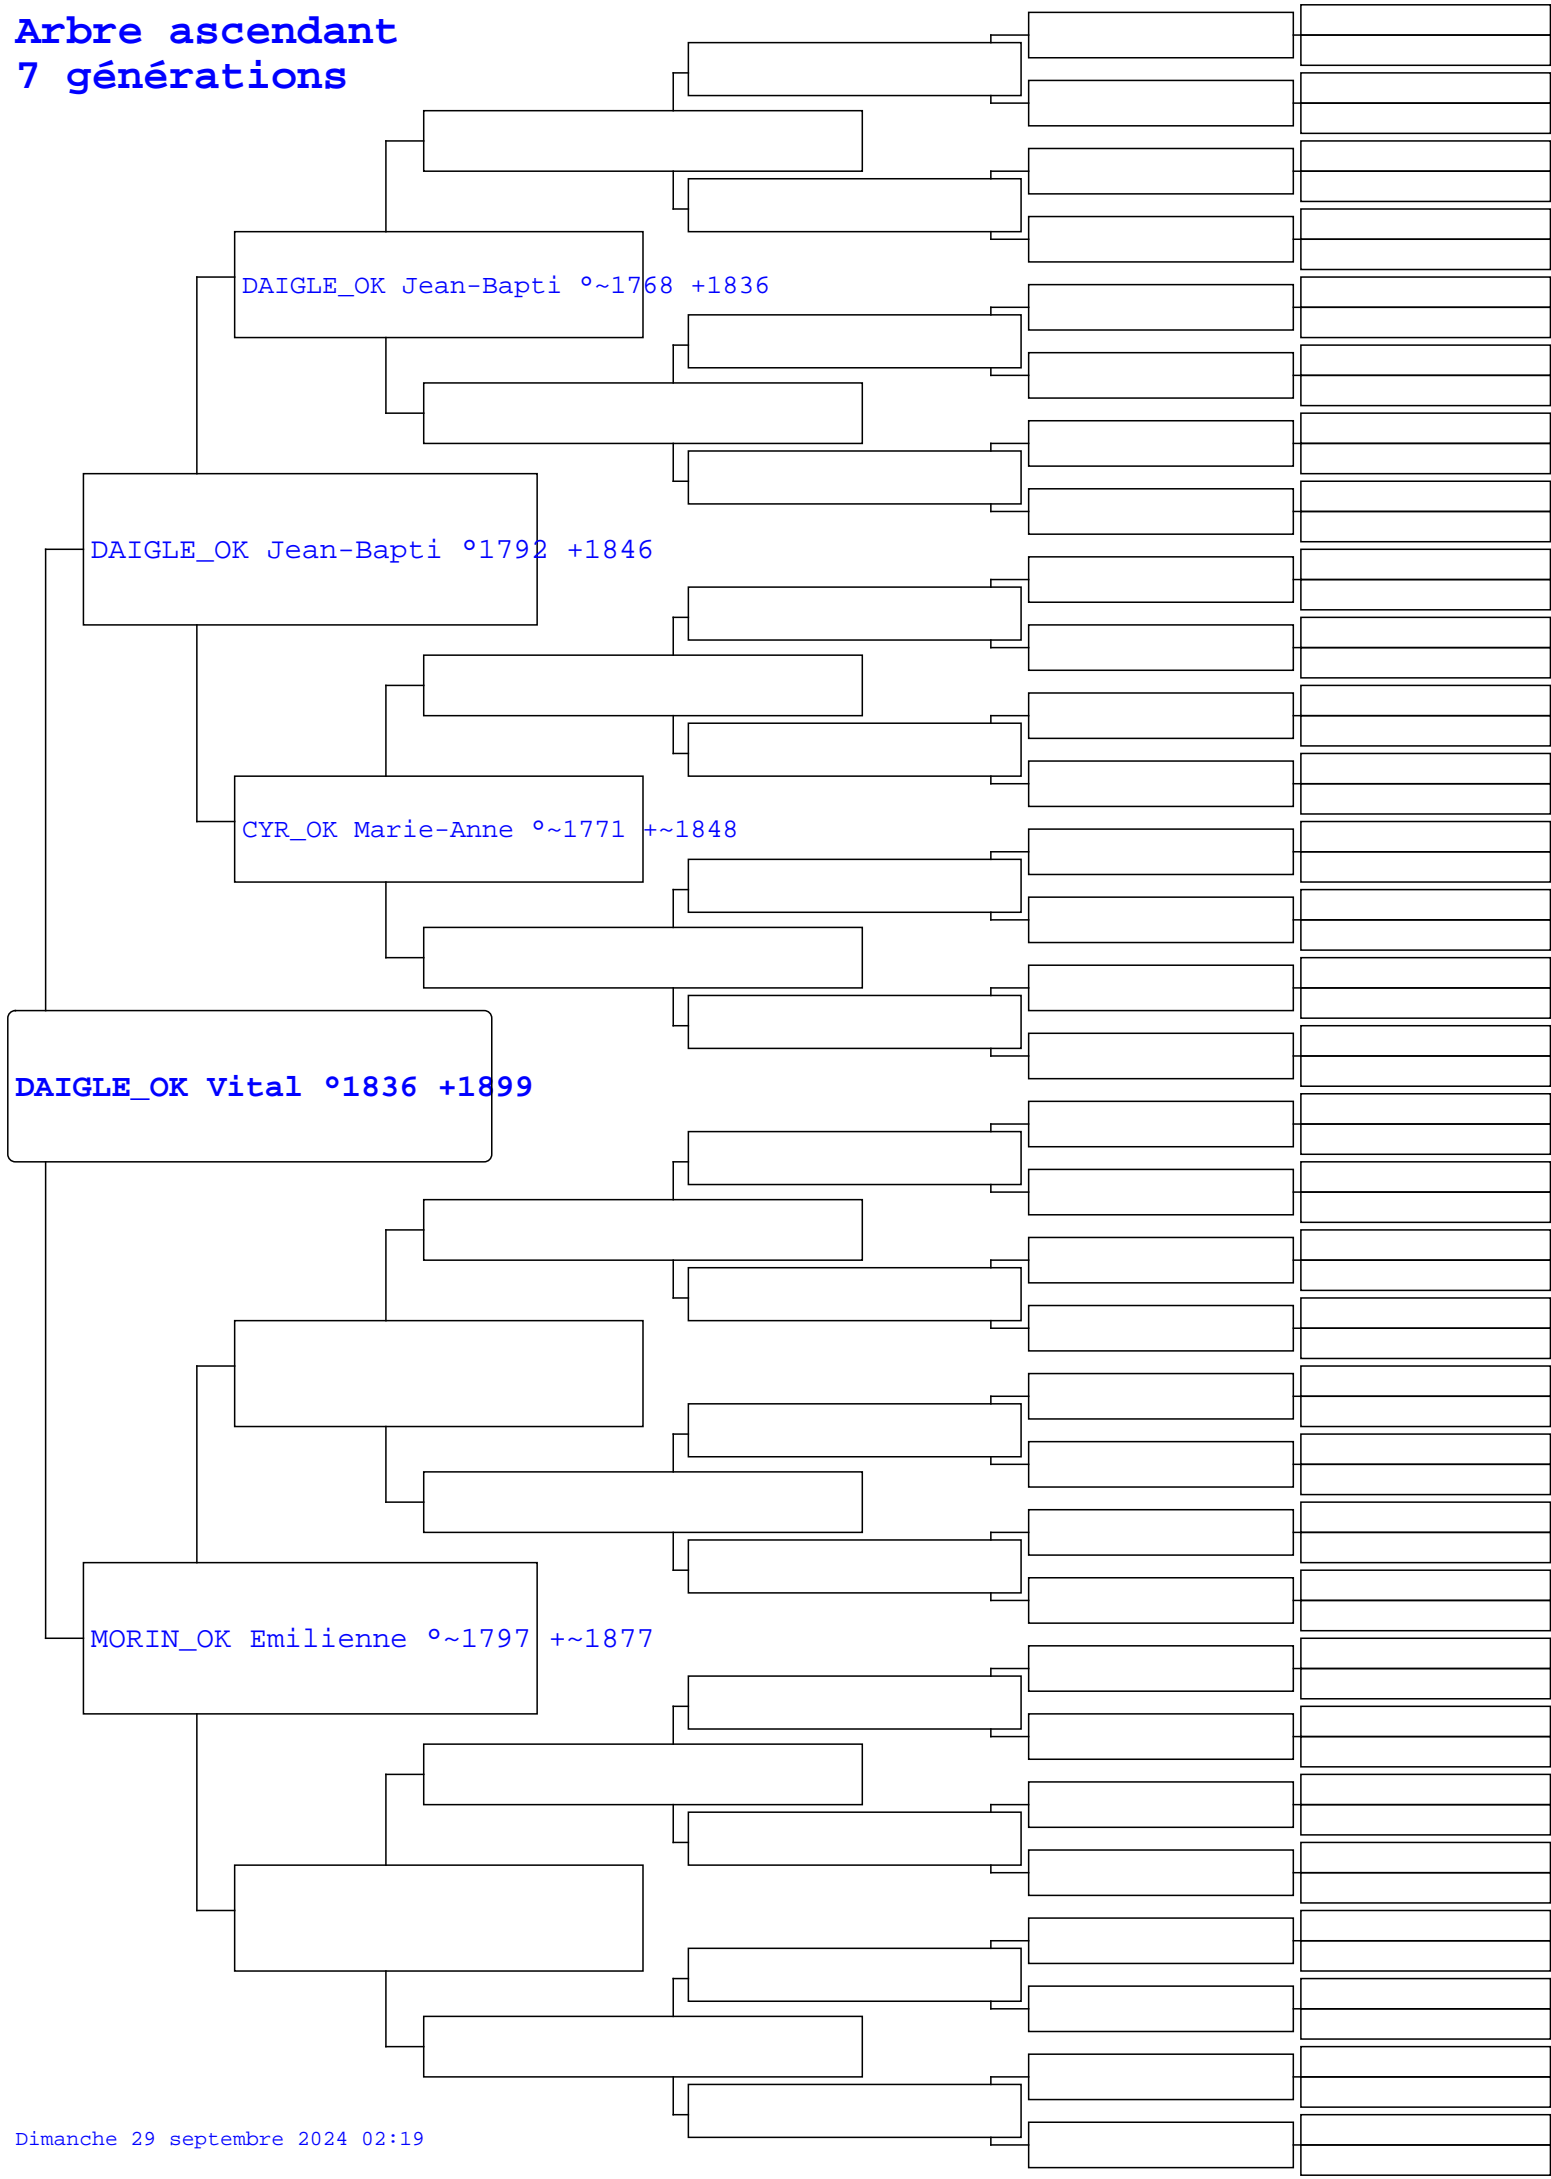 Arbre ascendant
7 générations
DAIGLE_OK Jean-Bapti °~1768 +1836
DAIGLE_OK Jean-Bapti °1792 +1846
CYR_OK Marie-Anne °~1771 +~1848
DAIGLE_OK Vital °1836 +1899
MORIN_OK Emilienne °~1797 +~1877
Dimanche 29 septembre 2024 02:19